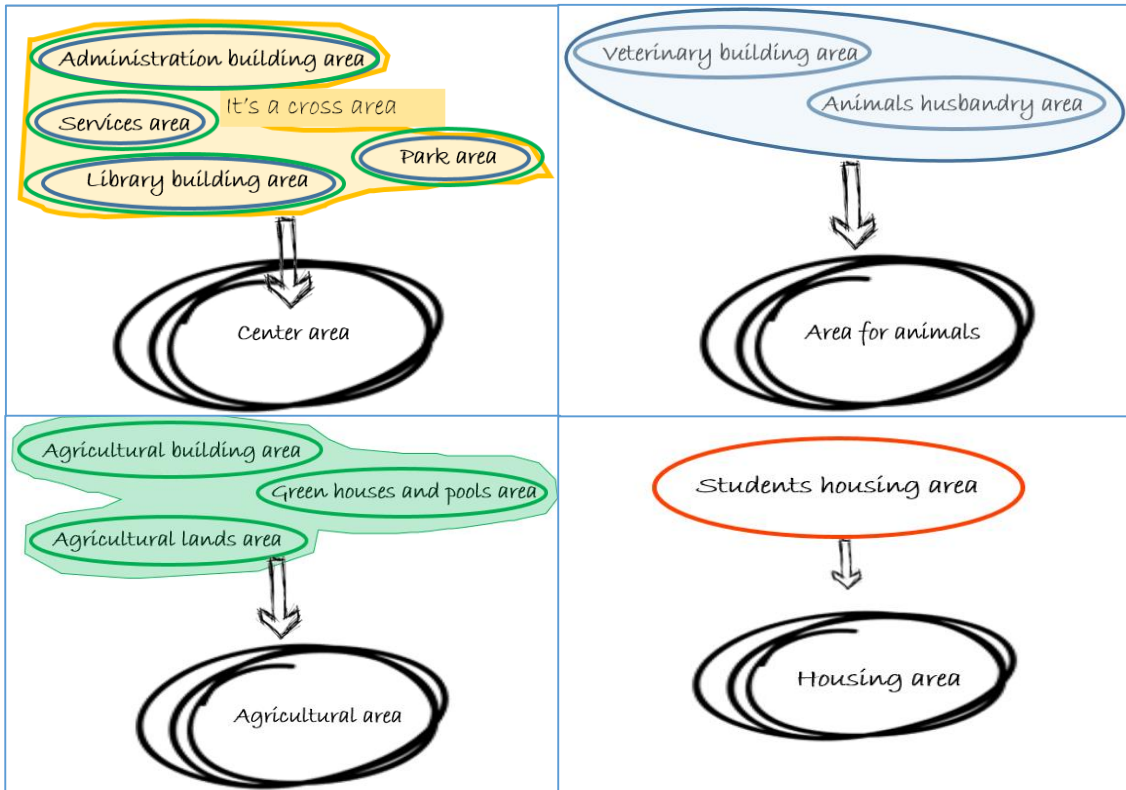 Administration building area
It's a cross area
Services area
Park area
Library building area
Center area
Veterinary building area
Animals husbandry area
Area for animals
Agricultural building area
Green houses and pools area
Agricultural lands area
Agricultural area
Students housing area
Housing area